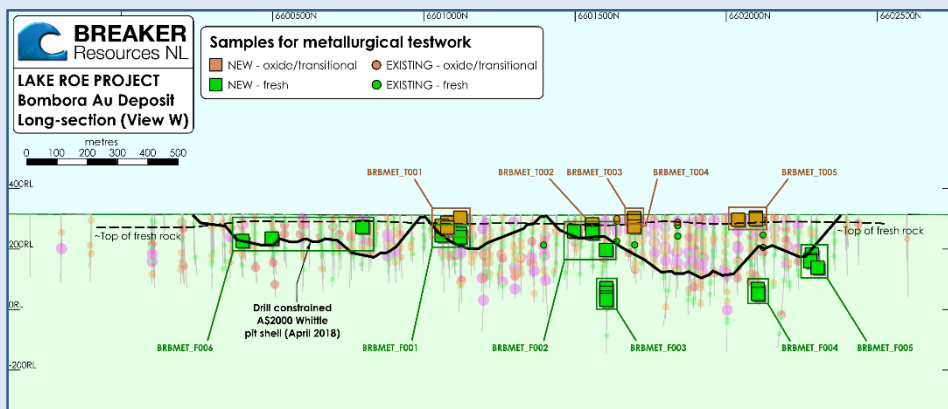 6600500N
6601000N
6601500N
6602000N
6602500N
BREAKER
Resources NL
LAKE ROE PROJECT
Bombora Au Deposit
Long-section (View W)
Samples for metallurgical testwork
NEW - oxide/transitional
EXISTING - oxide/transitional
NEW - fresh
EXISTING - fresh
metres
0 100 200 300 400 500
BRBMET_T001
BRBMET_T002
BRBMET_T003
BRBMET_T004
BRBMET_T005
400RL
200RL
0RL
-200RL
~Top of fresh rock
~Top of fresh rock
Drill constrained
A$2000 Whittle
pit shell (April 2018)
BRBMET_F006
BRBMET_F001
BRBMET_F002
BRBMET_F003
BRBMET_F004
BRBMET_F005